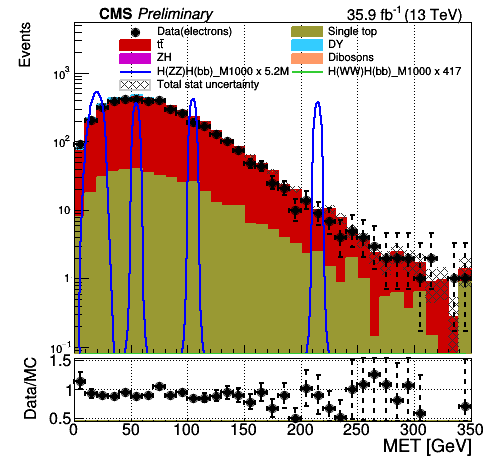 CMS Preliminary 35.9 fb⁻¹ (13 TeV)
Data(electrons) Single top
tt̄ DY
ZH Dibosons
H(ZZ)H(bb)_M1000 x 5.2M H(WW)H(bb)_M1000 x 417
Total stat uncertainty
Events
10³
10²
10
1
10⁻¹
Data/MC
1.5
1.0
0.5
0 50 100 150 200 250 300 350
MET [GeV]